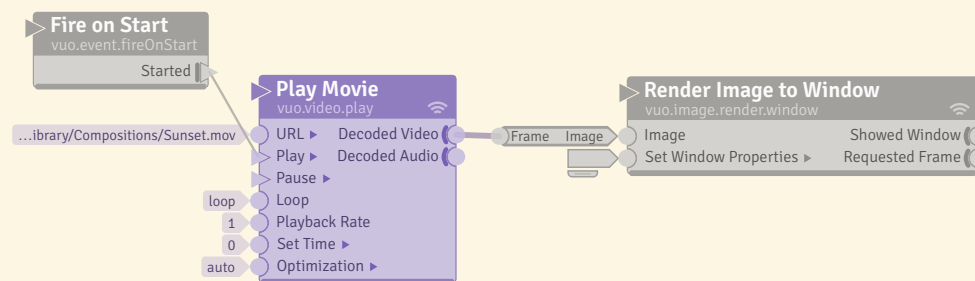 Fire on Start
vuo.event.fireOnStart
Started
Play Movie
vuo.video.play
...ibrary/Compositions/Sunset.mov
URL Decoded Video
Play Decoded Audio
Pause
loop Loop
1 Playback Rate
0 Set Time
auto Optimization
Frame Image
Render Image to Window
vuo.image.render.window
Image Showed Window
Set Window Properties Requested Frame